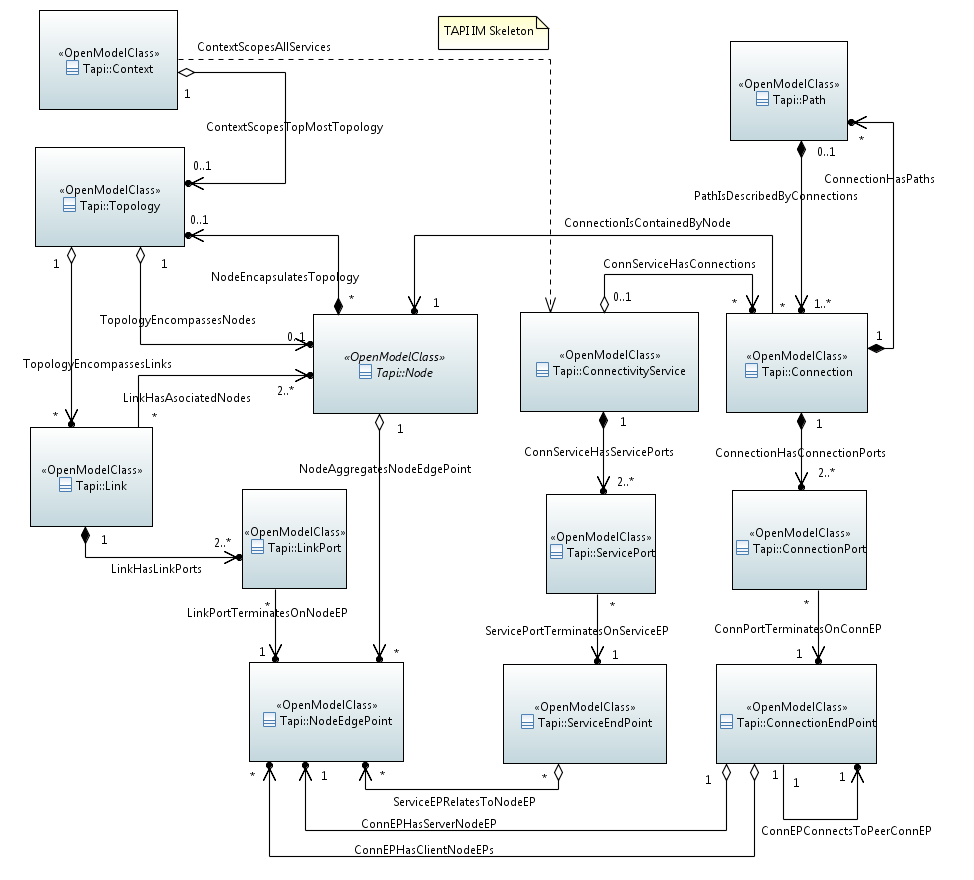 TAPI IM Skeleton
«OpenModelClass»
Tapi::Context
ContextScopesAllServices
1
ContextScopesTopMostTopology
0..1
«OpenModelClass»
Tapi::Path
0..1
*
ConnectionHasPaths
PathIsDescribedByConnections
«OpenModelClass»
Tapi::Topology
0..1
1
1
NodeEncapsulatesTopology
*
ConnectionIsContainedByNode
1
ConnServiceHasConnections
0..1
*
*
1..*
1
TopologyEncompassesNodes
0..1
TopologyEncompassesLinks
*
LinkHasAsociatedNodes
2..*
*
«OpenModelClass»
Tapi::Node
1
«OpenModelClass»
Tapi::ConnectivityService
1
«OpenModelClass»
Tapi::Connection
1
NodeAggregatesNodeEdgePoint
ConnServiceHasServicePorts
2..*
ConnectionHasConnectionPorts
2..*
«OpenModelClass»
Tapi::Link
1
LinkHasLinkPorts
2..*
«OpenModelClass»
Tapi::LinkPort
*
LinkPortTerminatesOnNodeEP
1
*
«OpenModelClass»
Tapi::ServicePort
*
ServicePortTerminatesOnServiceEP
1
«OpenModelClass»
Tapi::ConnectionPort
*
ConnPortTerminatesOnConnEP
1
«OpenModelClass»
Tapi::NodeEdgePoint
«OpenModelClass»
Tapi::ServiceEndPoint
«OpenModelClass»
Tapi::ConnectionEndPoint
*
1
*
*
1
1
1
1
ServiceEPRelatesToNodeEP
ConnEPHasServerNodeEP
ConnEPConnectsToPeerConnEP
ConnEPHasClientNodeEPs